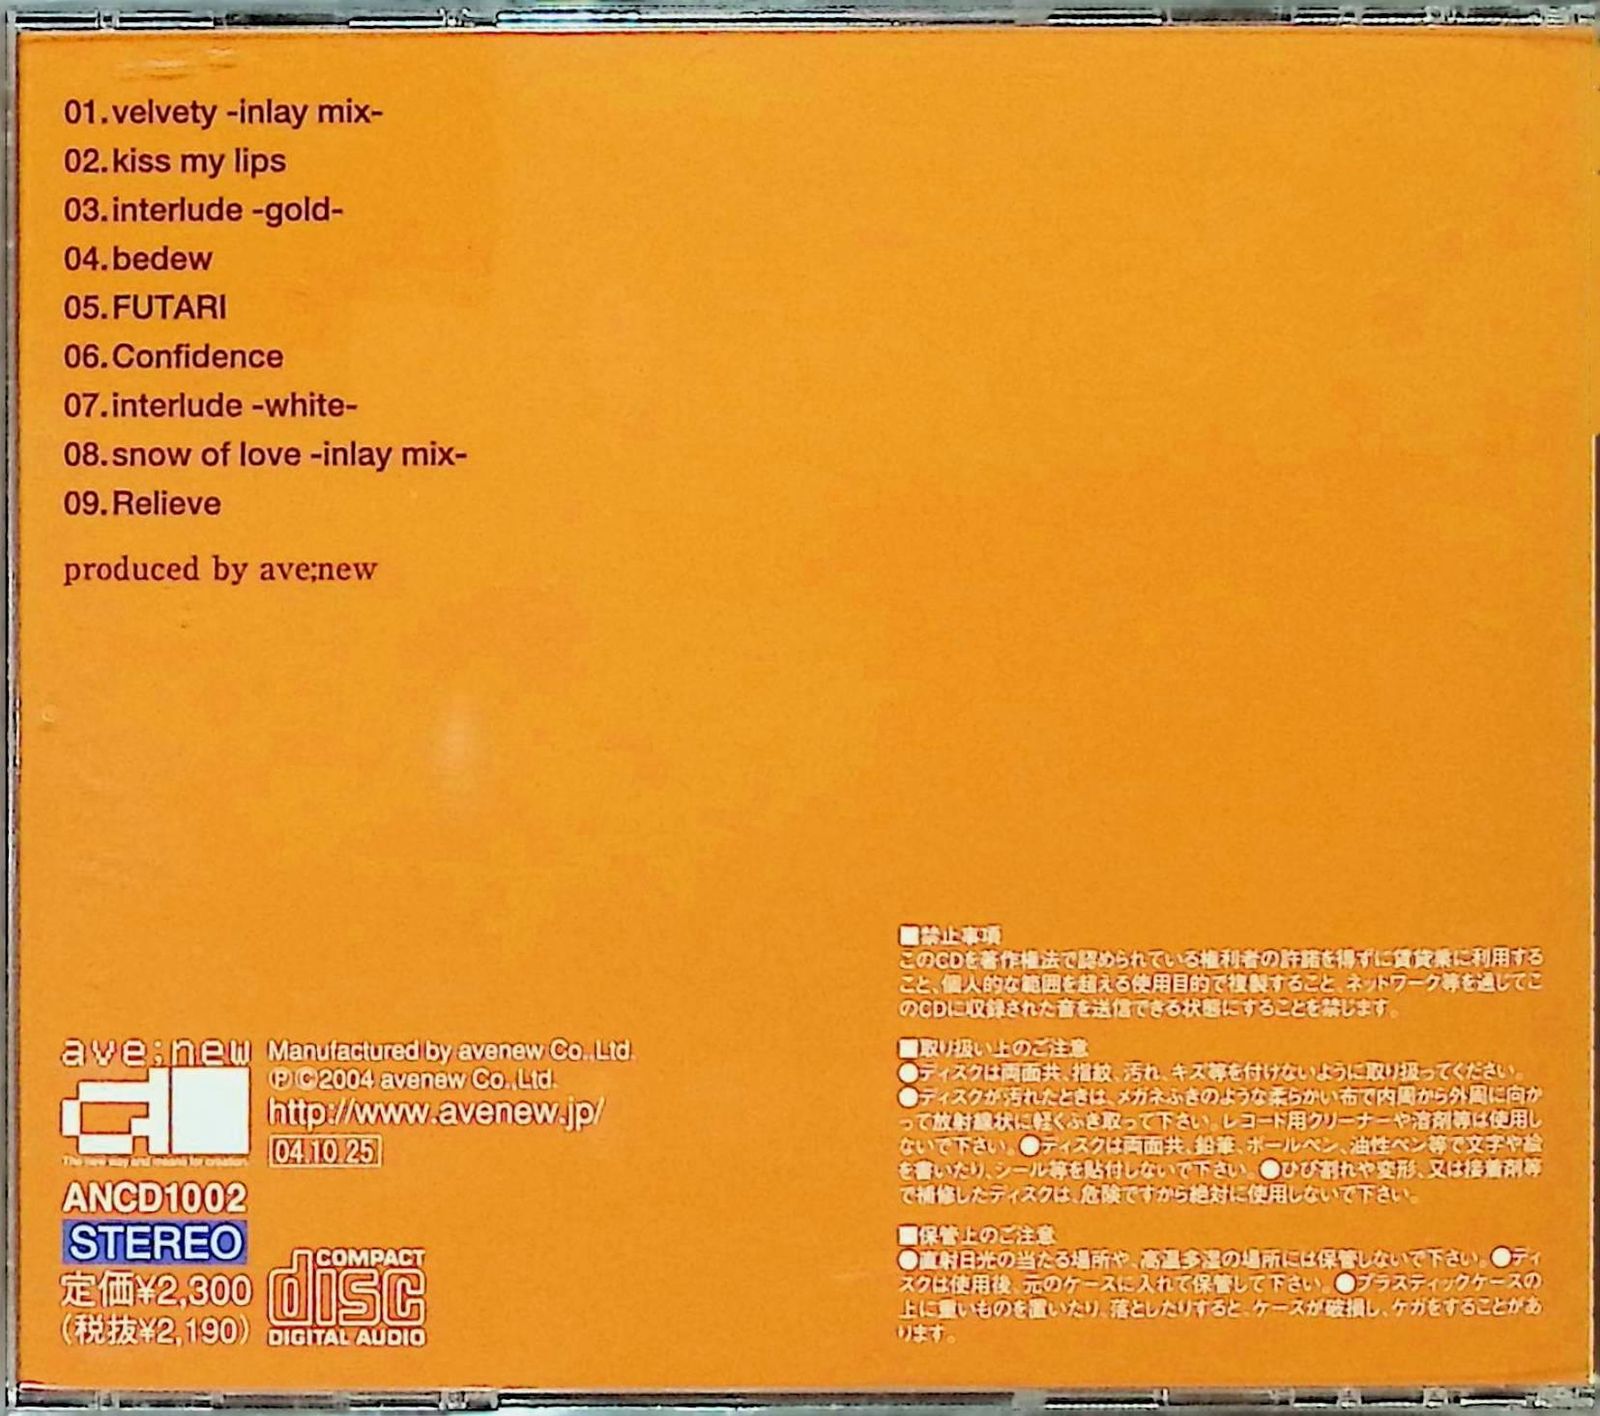 01.velvety -inlay mix-
02.kiss my lips
03.interlude -gold-
04.bedew
05.FUTARI
06.Confidence
07.interlude -white-
08.snow of love -inlay mix-
09.Relieve
produced by ave;new
ave;new
The new way and means for creation.
Manufactured by avenew Co.,Ltd.
Ⓟ©2004 avenew Co.,Ltd.
http://www.avenew.jp/
04.10.25
ANCD1002
STEREO
定価¥2,300
(税抜¥2,190)
COMPACT
disc
DIGITAL AUDIO
■禁止事項
このCDを著作権法で認められている権利者の許諾を得ずに賃貸業に利用する
こと、個人的な範囲を超える使用目的で複製すること、ネットワーク等を通じてこ
のCDに収録された音を送信できる状態にすることを禁じます。
■取り扱い上のご注意
●ディスクは両面共、指紋、汚れ、キズ等を付けないように取り扱ってください。
●ディスクが汚れたときは、メガネふきのような柔らかい布で内周から外周に向か
って放射線状に軽くふき取って下さい。レコード用クリーナーや溶剤等は使用し
ないで下さい。●ディスクは両面共、鉛筆、ボールペン、油性ペン等で文字や絵
を書いたり、シール等を貼付しないで下さい。●ひび割れや変形、又は接着剤等
で補修したディスクは、危険ですから絶対に使用しないで下さい。
■保管上のご注意
●直射日光の当たる場所や、高温多湿の場所には保管しないで下さい。●ディ
スクは使用後、元のケースに入れて保管して下さい。●プラスティックケースの
上に重いものを置いたり、落としたりすると、ケースが破損し、ケガをすることがあ
ります。